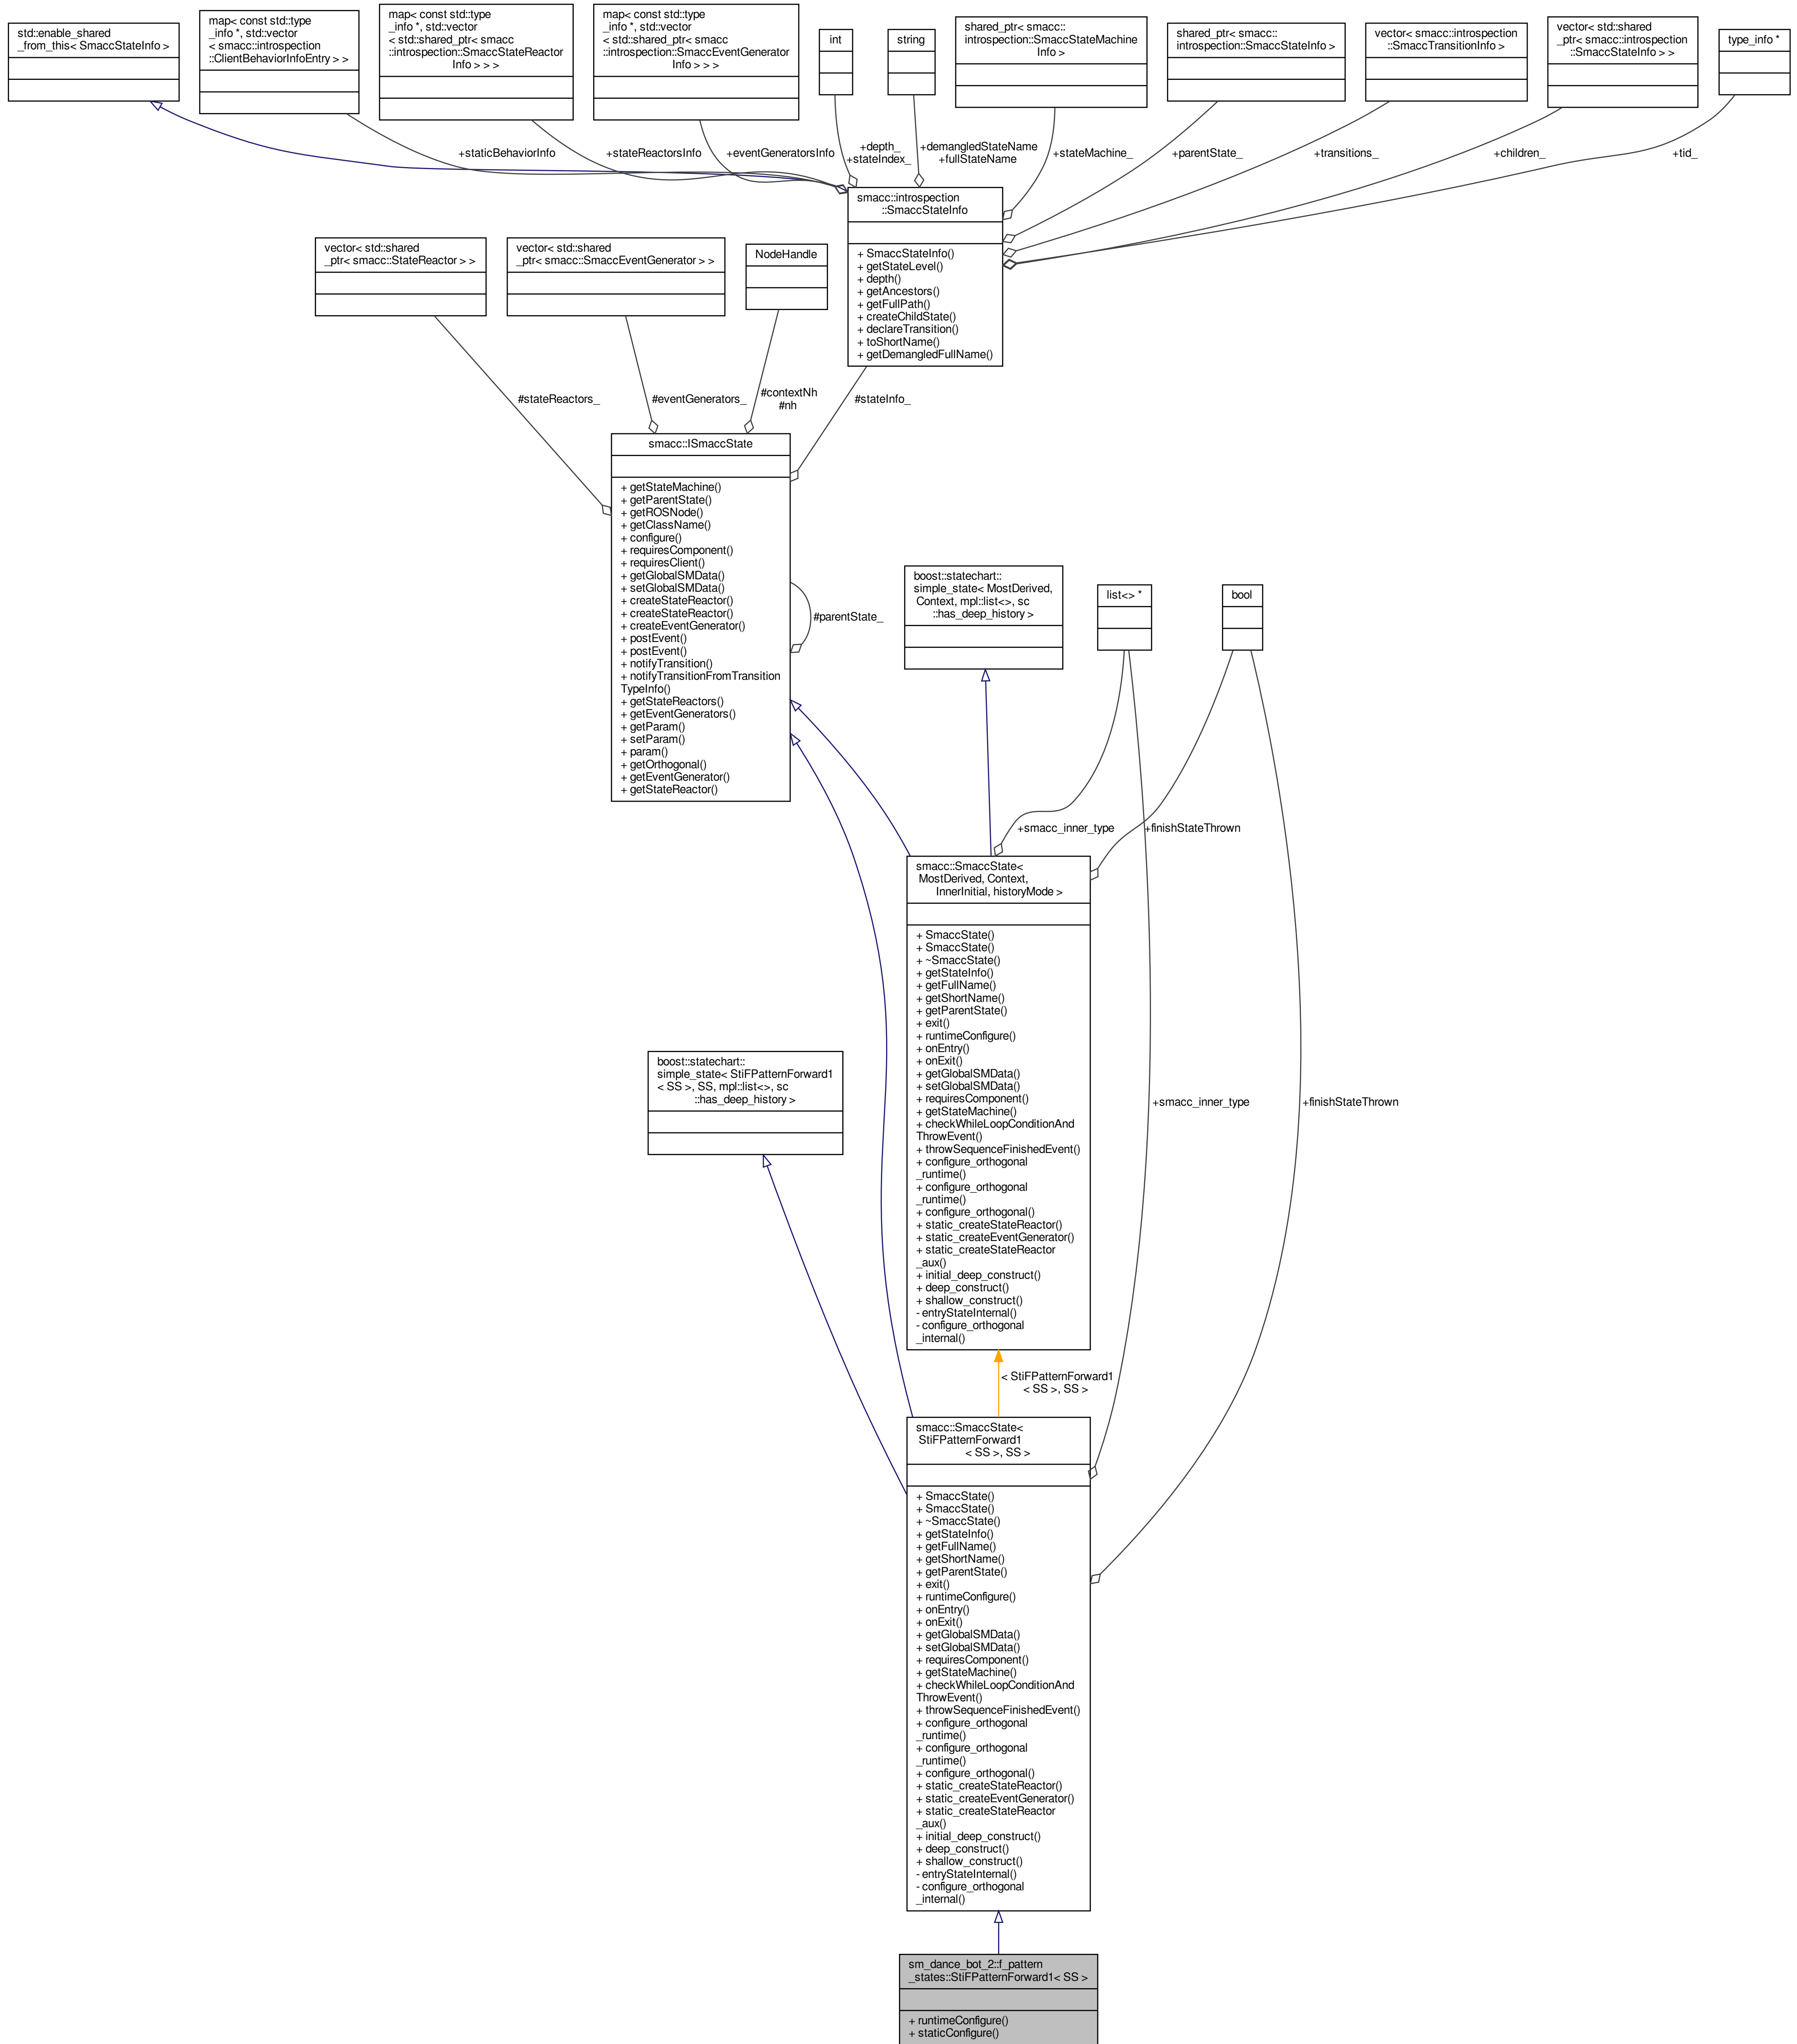 std::enable_shared
_from_this< SmaccStateInfo >
map< const std::type
_info *, std::vector
< smacc::introspection
::ClientBehaviorInfoEntry > >
map< const std::type
_info *, std::vector
< std::shared_ptr< smacc
::introspection::SmaccStateReactor
Info > > >
map< const std::type
_info *, std::vector
< std::shared_ptr< smacc
::introspection::SmaccEventGenerator
Info > > >
int
string
shared_ptr< smacc::
introspection::SmaccStateMachine
Info >
shared_ptr< smacc::
introspection::SmaccStateInfo >
vector< smacc::introspection
::SmaccTransitionInfo >
vector< std::shared
_ptr< smacc::introspection
::SmaccStateInfo > >
type_info *
+staticBehaviorInfo
+stateReactorsInfo
+eventGeneratorsInfo
+depth_
+stateIndex_
+demangledStateName
+fullStateName
+stateMachine_
+parentState_
+transitions_
+children_
+tid_
smacc::introspection
::SmaccStateInfo
+ SmaccStateInfo()
+ getStateLevel()
+ depth()
+ getAncestors()
+ getFullPath()
+ createChildState()
+ declareTransition()
+ toShortName()
+ getDemangledFullName()
vector< std::shared
_ptr< smacc::StateReactor > >
vector< std::shared
_ptr< smacc::SmaccEventGenerator > >
NodeHandle
#stateReactors_
#eventGenerators_
#contextNh
#nh
#stateInfo_
smacc::ISmaccState
+ getStateMachine()
+ getParentState()
+ getROSNode()
+ getClassName()
+ configure()
+ requiresComponent()
+ requiresClient()
+ getGlobalSMData()
+ setGlobalSMData()
+ createStateReactor()
+ createStateReactor()
+ createEventGenerator()
+ postEvent()
+ postEvent()
+ notifyTransition()
+ notifyTransitionFromTransition
TypeInfo()
+ getStateReactors()
+ getEventGenerators()
+ getParam()
+ setParam()
+ param()
+ getOrthogonal()
+ getEventGenerator()
+ getStateReactor()
#parentState_
boost::statechart::
simple_state< MostDerived,
Context, mpl::list<>, sc
::has_deep_history >
list<> *
bool
+smacc_inner_type
+finishStateThrown
smacc::SmaccState<
MostDerived, Context,
InnerInitial, historyMode >
+ SmaccState()
+ SmaccState()
+ ~SmaccState()
+ getStateInfo()
+ getFullName()
+ getShortName()
+ getParentState()
+ exit()
+ runtimeConfigure()
+ onEntry()
+ onExit()
+ getGlobalSMData()
+ setGlobalSMData()
+ requiresComponent()
+ getStateMachine()
+ checkWhileLoopConditionAnd
ThrowEvent()
+ throwSequenceFinishedEvent()
+ configure_orthogonal
_runtime()
+ configure_orthogonal
_runtime()
+ configure_orthogonal()
+ static_createStateReactor()
+ static_createEventGenerator()
+ static_createStateReactor
_aux()
+ initial_deep_construct()
+ deep_construct()
+ shallow_construct()
- entryStateInternal()
- configure_orthogonal
_internal()
boost::statechart::
simple_state< StiFPatternForward1
< SS >, SS, mpl::list<>, sc
::has_deep_history >
+smacc_inner_type
+finishStateThrown
< StiFPatternForward1
< SS >, SS >
smacc::SmaccState<
StiFPatternForward1
< SS >, SS >
+ SmaccState()
+ SmaccState()
+ ~SmaccState()
+ getStateInfo()
+ getFullName()
+ getShortName()
+ getParentState()
+ exit()
+ runtimeConfigure()
+ onEntry()
+ onExit()
+ getGlobalSMData()
+ setGlobalSMData()
+ requiresComponent()
+ getStateMachine()
+ checkWhileLoopConditionAnd
ThrowEvent()
+ throwSequenceFinishedEvent()
+ configure_orthogonal
_runtime()
+ configure_orthogonal
_runtime()
+ configure_orthogonal()
+ static_createStateReactor()
+ static_createEventGenerator()
+ static_createStateReactor
_aux()
+ initial_deep_construct()
+ deep_construct()
+ shallow_construct()
- entryStateInternal()
- configure_orthogonal
_internal()
sm_dance_bot_2::f_pattern
_states::StiFPatternForward1< SS >
+ runtimeConfigure()
+ staticConfigure()